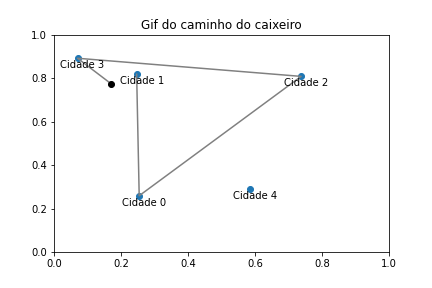 Gif do caminho do caixeiro
1.0
0.8
0.6
0.4
0.2
0.0
Cidade 3
Cidade 1
Cidade 2
Cidade 0
Cidade 4
0.0 0.2 0.4 0.6 0.8 1.0